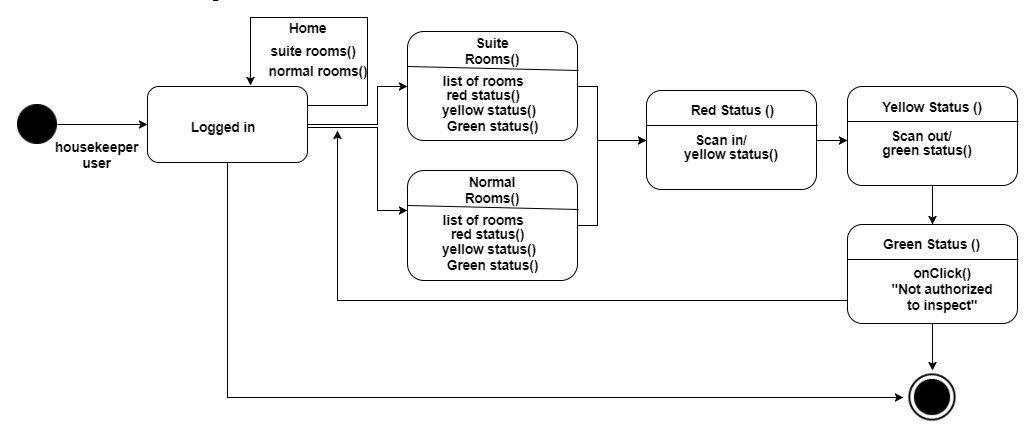 Home
suite rooms()
normal rooms()
Logged in
housekeeper
user
Suite
Rooms()
list of rooms
red status()
yellow status()
Green status()
Normal
Rooms()
list of rooms
red status()
yellow status()
Green status()
Red Status ()
Scan in/
yellow status()
Yellow Status ()
Scan out/
green status()
Green Status ()
onClick()
"Not authorized
to inspect"